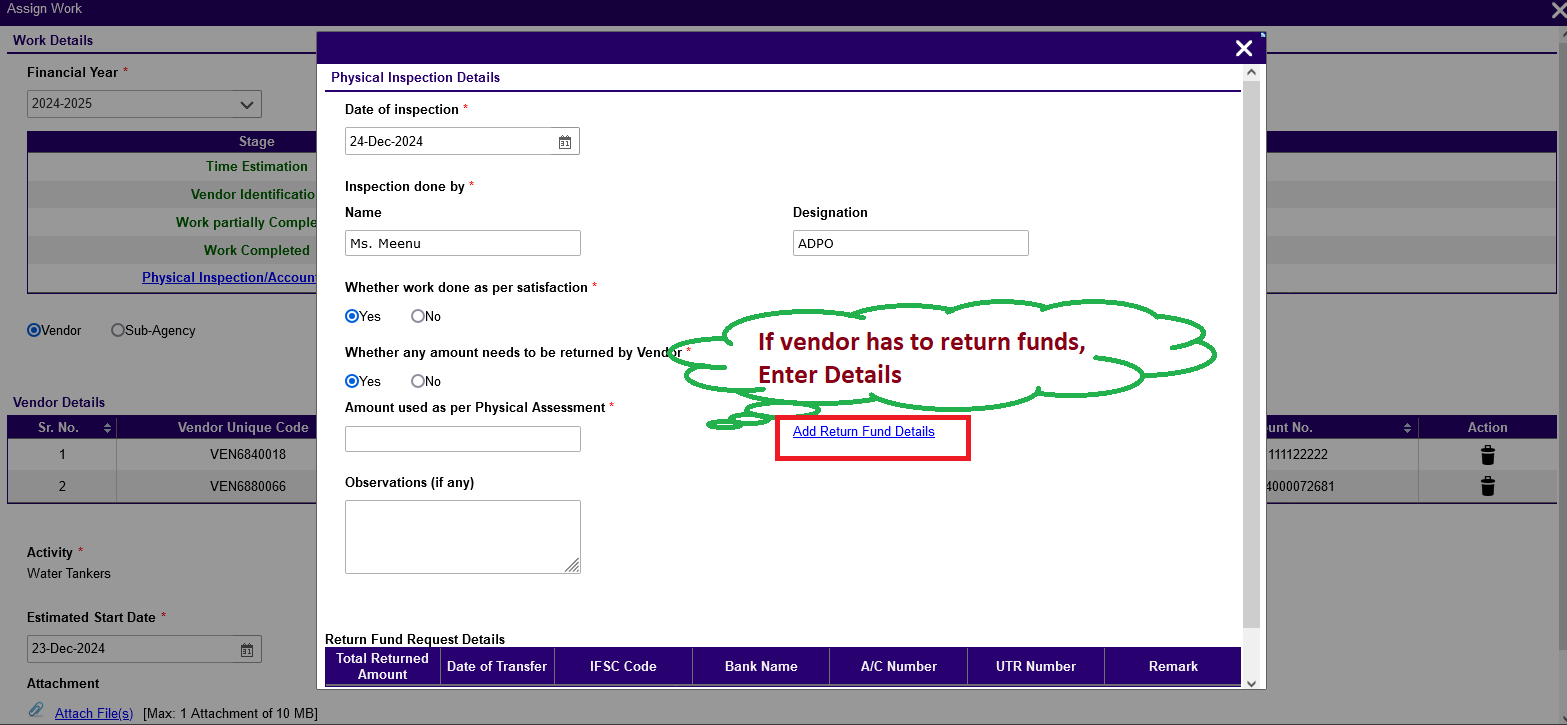 Assign Work
Work Details
Financial Year *
2024-2025
Stage
Time Estimation
Vendor Identificatio
Work partially Comple
Work Completed
Physical Inspection/Account
Vendor Sub-Agency
Vendor Details
Sr. No. Vendor Unique Code
1 VEN6840018
2 VEN6880066
Activity *
Water Tankers
Estimated Start Date *
23-Dec-2024
Attachment
Attach File(s) [Max: 1 Attachment of 10 MB]
Physical Inspection Details
Date of inspection *
24-Dec-2024
31
Inspection done by *
Name Designation
Ms. Meenu ADPO
Whether work done as per satisfaction *
Yes No
Whether any amount needs to be returned by Vendor *
Yes No
If vendor has to return funds,
Enter Details
Amount used as per Physical Assessment *
Add Return Fund Details
Observations (if any)
Return Fund Request Details
Total Returned Amount Date of Transfer IFSC Code Bank Name A/C Number UTR Number Remark
unt No. Action
111122222
4000072681
31